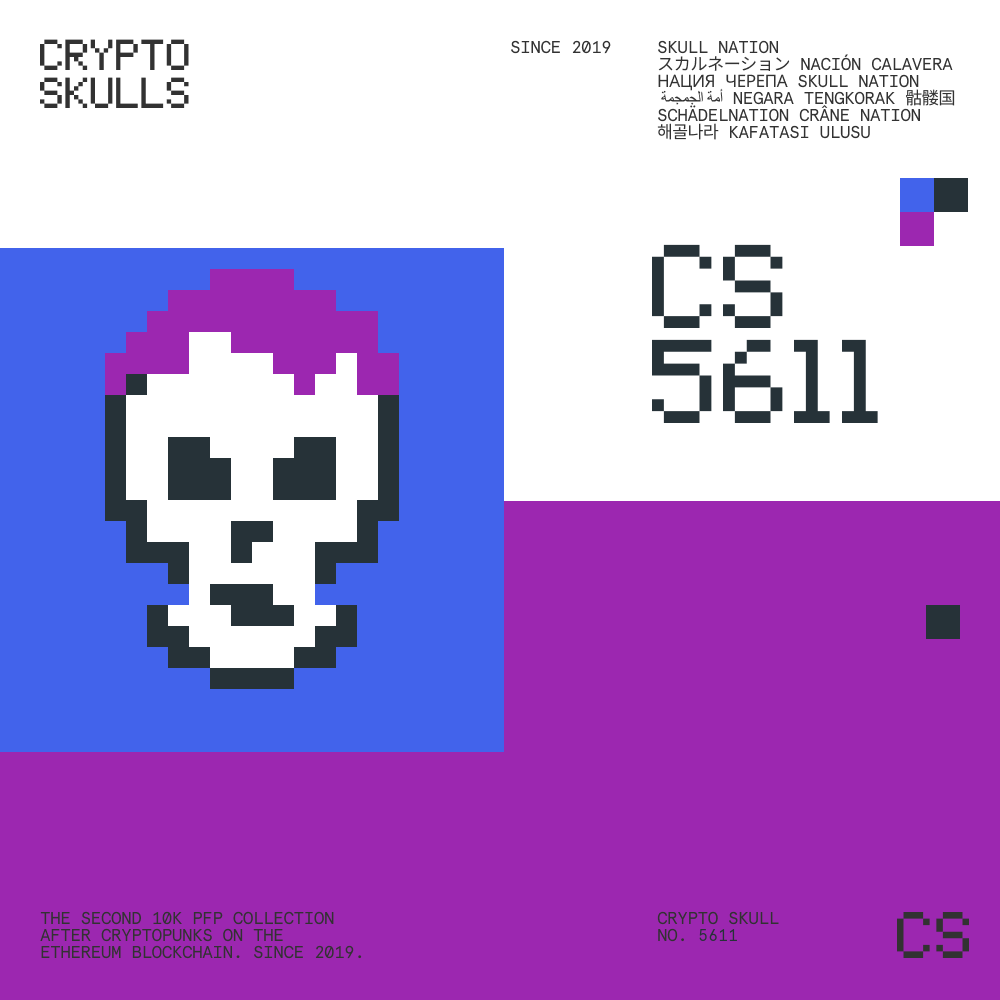 CRYPTO
SKULLS
SINCE 2019
SKULL NATION
スカルネーション NACIÓN CALAVERA
НАЦИЯ ЧЕРЕПА SKULL NATION
أمة الجمجمة NEGARA TENGKORAK 骷髅国
SCHÄDELNATION CRÂNE NATION
해골나라 KAFATASI ULUSU
CS
5611
THE SECOND 10K PFP COLLECTION
AFTER CRYPTOPUNKS ON THE
ETHEREUM BLOCKCHAIN. SINCE 2019.
CRYPTO SKULL
NO. 5611
CS